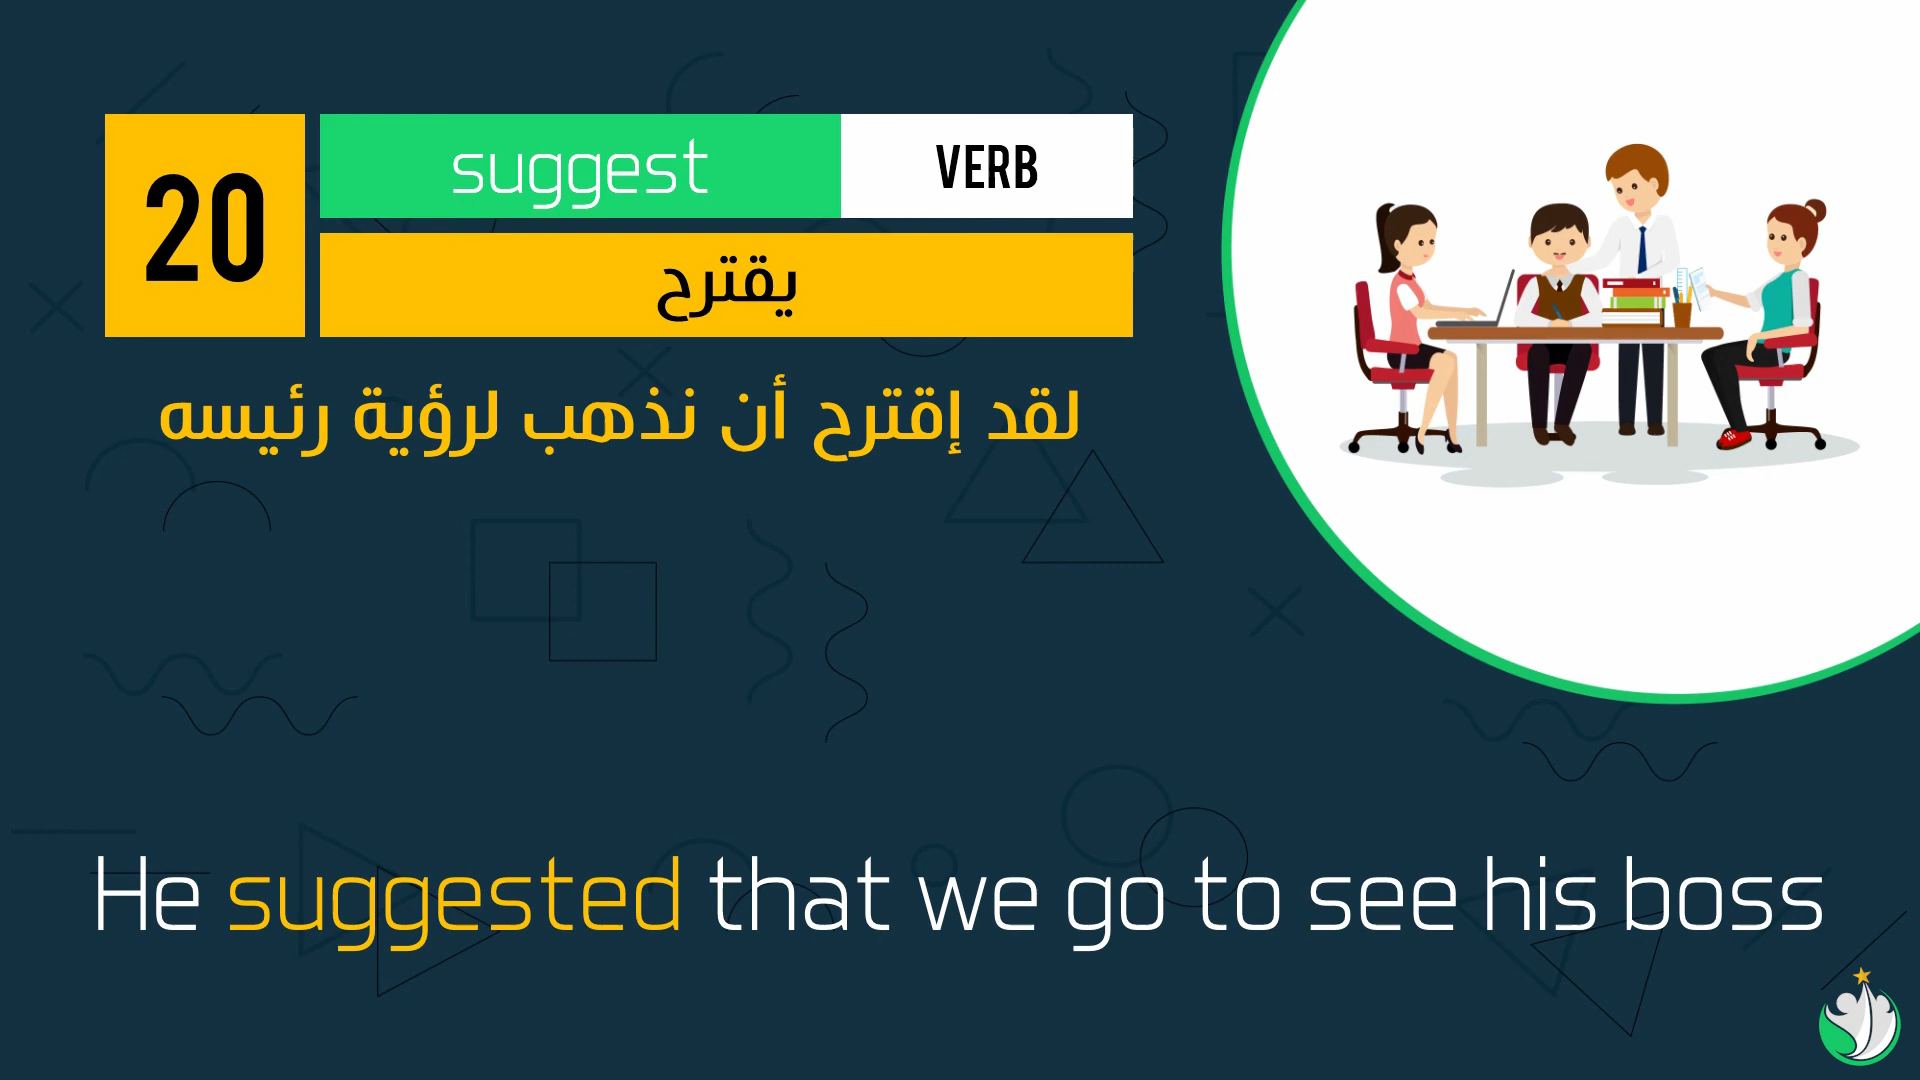 20
suggest
VERB
يقترح
لقد إقترح أن نذهب لرؤية رئيسه
He suggested that we go to see his boss